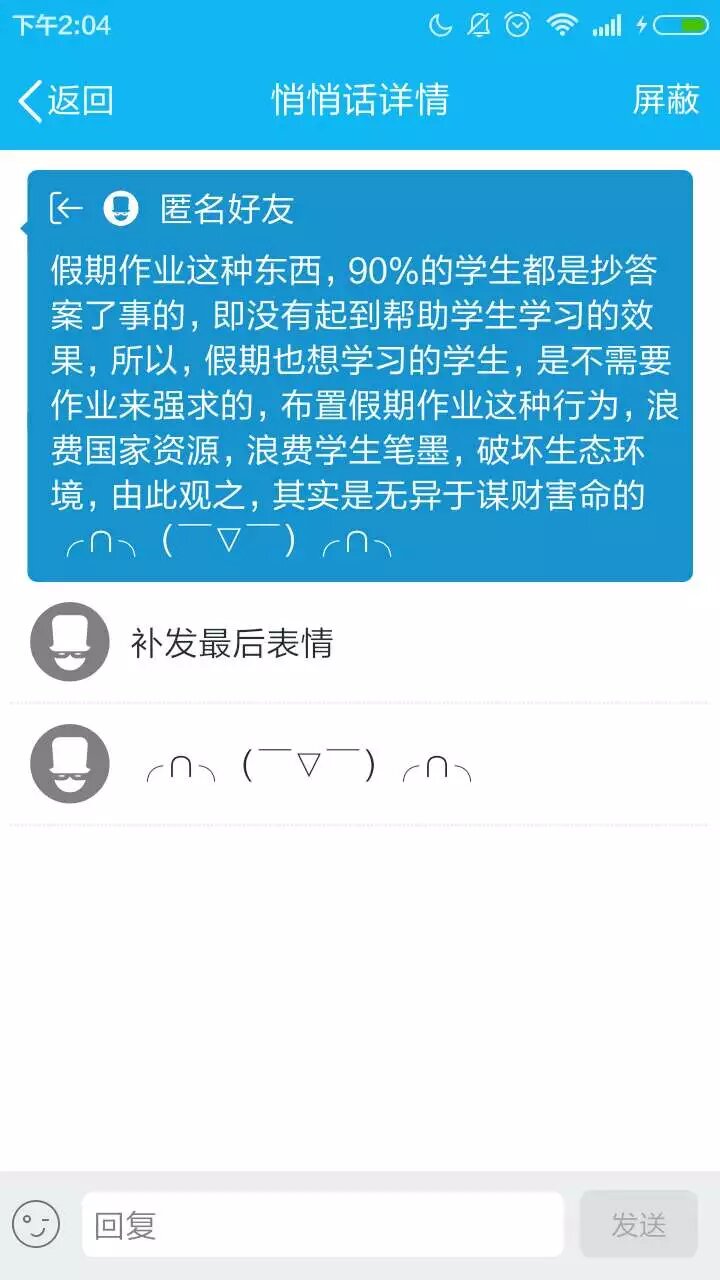 下午2:04
返回 悄悄话详情 屏蔽
匿名好友
假期作业这种东西，90%的学生都是抄答
案了事的，即没有起到帮助学生学习的效
果，所以，假期也想学习的学生，是不需要
作业来强求的，布置假期作业这种行为，浪
费国家资源，浪费学生笔墨，破坏生态环
境，由此观之，其实是无异于谋财害命的
╭∩╮（￣▽￣）╭∩╮
补发最后表情
╭∩╮（￣▽￣）╭∩╮
回复 发送